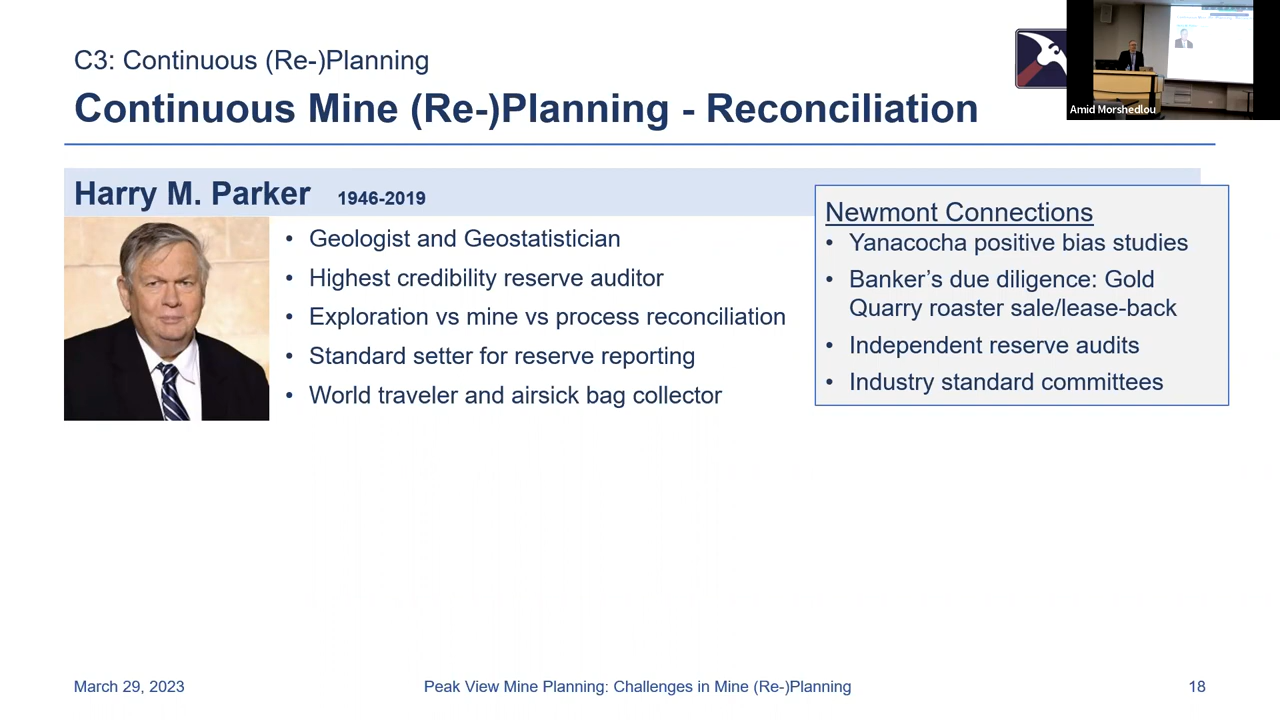 C3: Continuous (Re-)Planning
Continuous Mine (Re-)Planning - Reconciliation
Amid Morshedlou
Harry M. Parker 1946-2019
• Geologist and Geostatistician
• Highest credibility reserve auditor
• Exploration vs mine vs process reconciliation
• Standard setter for reserve reporting
• World traveler and airsick bag collector
Newmont Connections
• Yanacocha positive bias studies
• Banker’s due diligence: Gold
Quarry roaster sale/lease-back
• Independent reserve audits
• Industry standard committees
March 29, 2023
Peak View Mine Planning: Challenges in Mine (Re-)Planning
18